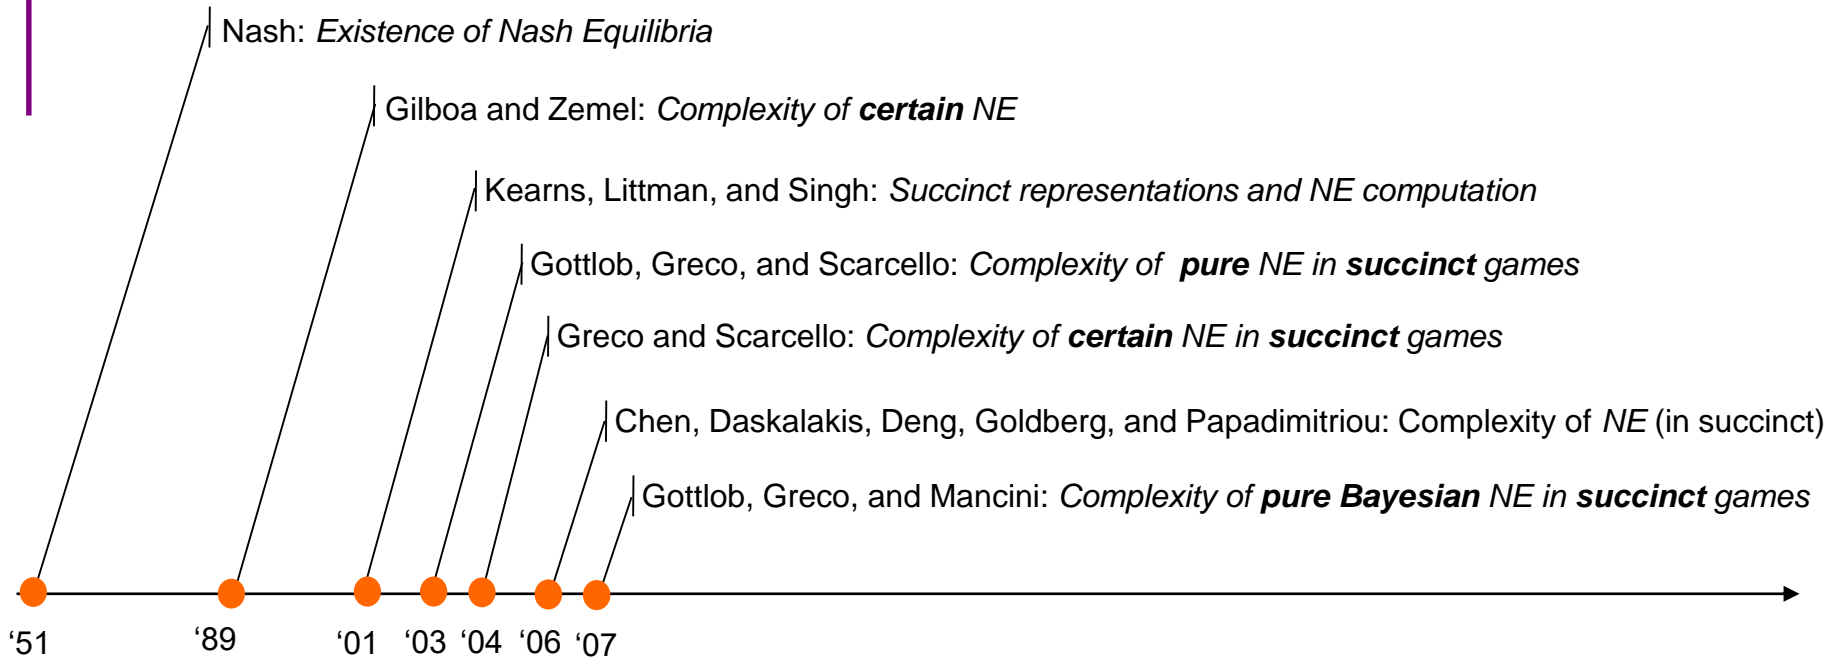 Nash: Existence of Nash Equilibria
Gilboa and Zemel: Complexity of certain NE
Kearns, Littman, and Singh: Succinct representations and NE computation
Gottlob, Greco, and Scarcello: Complexity of pure NE in succinct games
Greco and Scarcello: Complexity of certain NE in succinct games
Chen, Daskalakis, Deng, Goldberg, and Papadimitriou: Complexity of NE (in succinct)
Gottlob, Greco, and Mancini: Complexity of pure Bayesian NE in succinct games
‘51 ‘89 ‘01 ‘03 ‘04 ‘06 ‘07